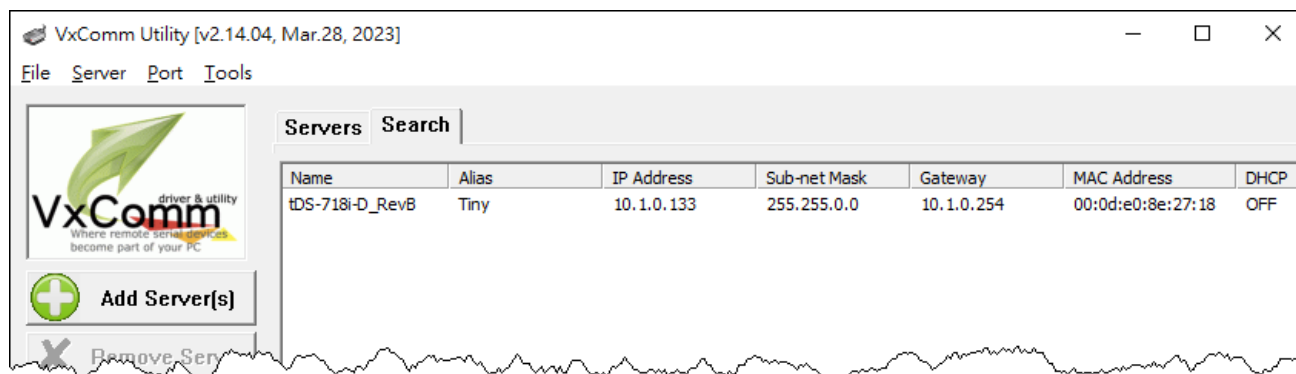 VxComm Utility [v2.14.04, Mar.28, 2023]
File Server Port Tools
VxComm
driver & utility
Where remote serial devices
become part of your PC
Servers Search
Name Alias IP Address Sub-net Mask Gateway MAC Address DHCP
tDS-718i-D_RevB Tiny 10.1.0.133 255.255.0.0 10.1.0.254 00:0d:e0:8e:27:18 OFF
Add Server(s)
Remove Serv